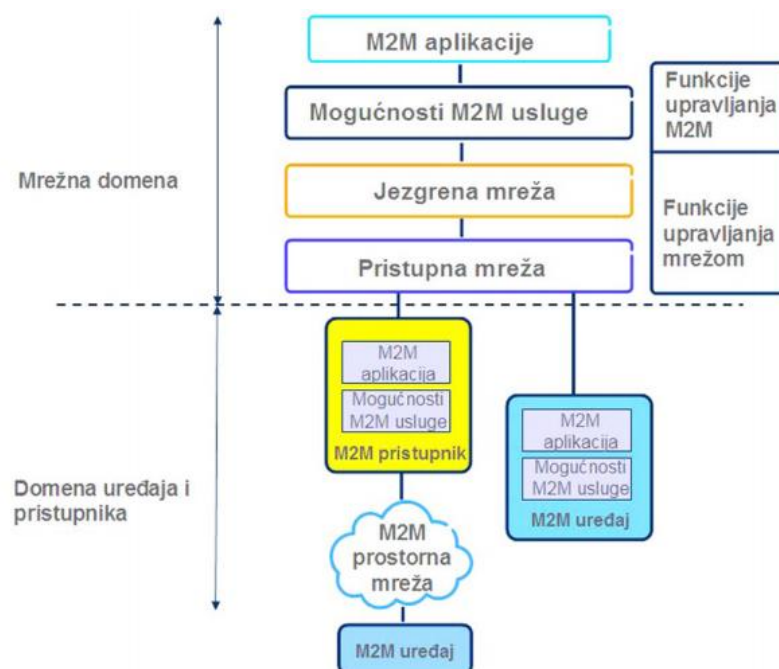 M2M aplikacije
Mogućnosti M2M usluge
Funkcije
upravljanja
M2M
Mrežna domena
Jezgrena mreža
Funkcije
upravljanja
mrežom
Pristupna mreža
M2M
aplikacija
Mogućnosti
M2M usluge
M2M pristupnik
M2M
aplikacija
Mogućnosti
M2M usluge
M2M uređaj
Domena uređaja i
pristupnika
M2M
prostorna
mreža
M2M uređaj